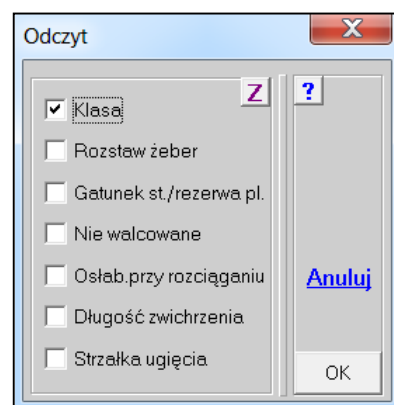 Odczyt X
Z ?
Klasa
Rozstaw żeber
Gatunek st./rezerwa pl.
Nie walcowane
Osłab.przy rozciąganiu Anuluj
Długość zwichrzenia
Strzałka ugięcia OK